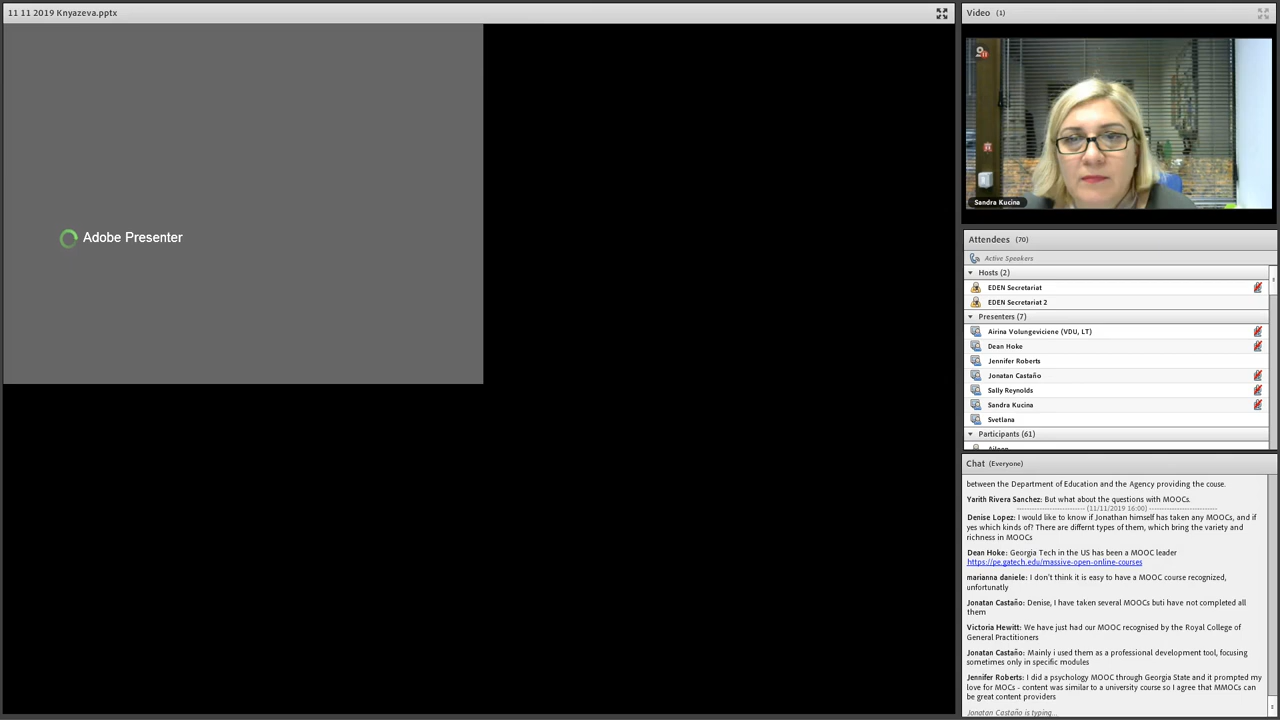 11 11 2019 Knyazeva.pptx
Adobe Presenter
Video (1)
Sandra Kucina
Attendees (70)
Active Speakers
Hosts (2)
EDEN Secretariat
EDEN Secretariat 2
Presenters (7)
Airina Volungeviciene (VDU, LT)
Dean Hoke
Jennifer Roberts
Jonatan Castaño
Sally Reynolds
Sandra Kucina
Svetlana
Participants (61)
Chat (Everyone)
between the Department of Education and the Agency providing the couse.
Yarith Rivera Sanchez: But what about the questions with MOOCs.
(11/11/2019 16:00)
Denise Lopez: I would like to know if Jonathan himself has taken any MOOCs, and if
yes which kinds of? There are differnt types of them, which bring the variety and
richness in MOOCs
Dean Hoke: Georgia Tech in the US has been a MOOC leader
https://pe.gatech.edu/massive-open-online-courses
marianna daniele: I don't think it is easy to have a MOOC course recognized,
unfortunatly
Jonatan Castaño: Denise, I have taken several MOOCs buti have not completed all
them
Victoria Hewitt: We have just had our MOOC recognised by the Royal College of
General Practitioners
Jonatan Castaño: Mainly i used them as a professional development tool, focusing
sometimes only in specific modules
Jennifer Roberts: I did a psychology MOOC through Georgia State and it prompted my
love for MOCs - content was similar to a university course so I agree that MMOCs can
be great content providers
Jonatan Castaño is typing...